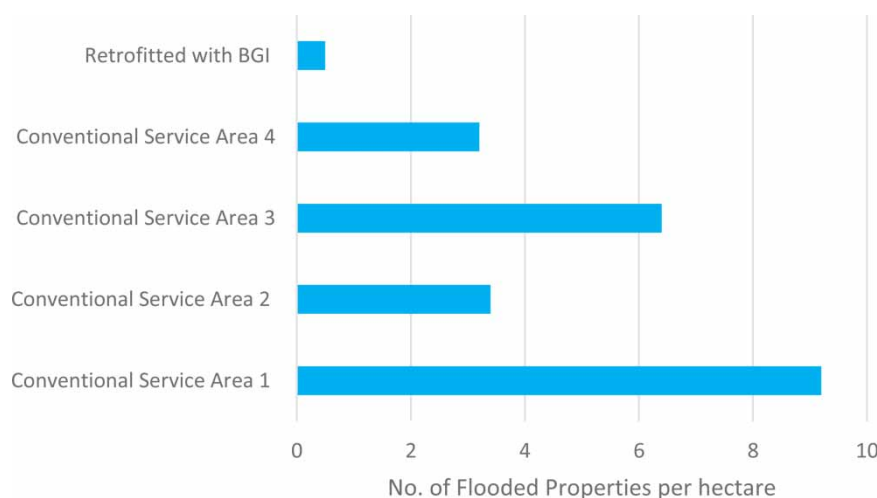 Retrofitted with BGI
Conventional Service Area 4
Conventional Service Area 3
Conventional Service Area 2
Conventional Service Area 1
0 2 4 6 8 10
No. of Flooded Properties per hectare